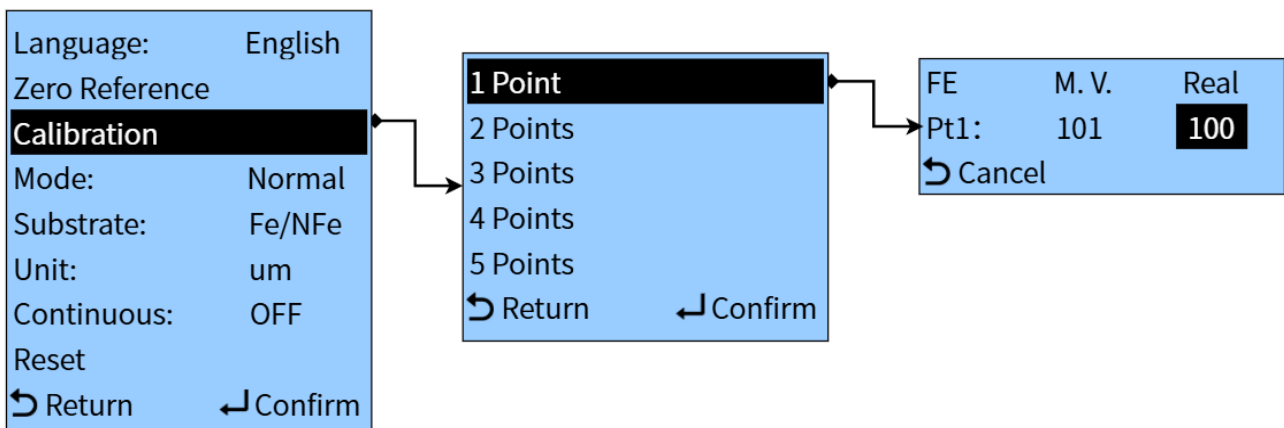 Language: English
Zero Reference
Calibration
Mode: Normal
Substrate: Fe/NFe
Unit: um
Continuous: OFF
Reset
Return Confirm
1 Point
2 Points
3 Points
4 Points
5 Points
Return Confirm
FE M. V. Real
Pt1: 101 100
Cancel